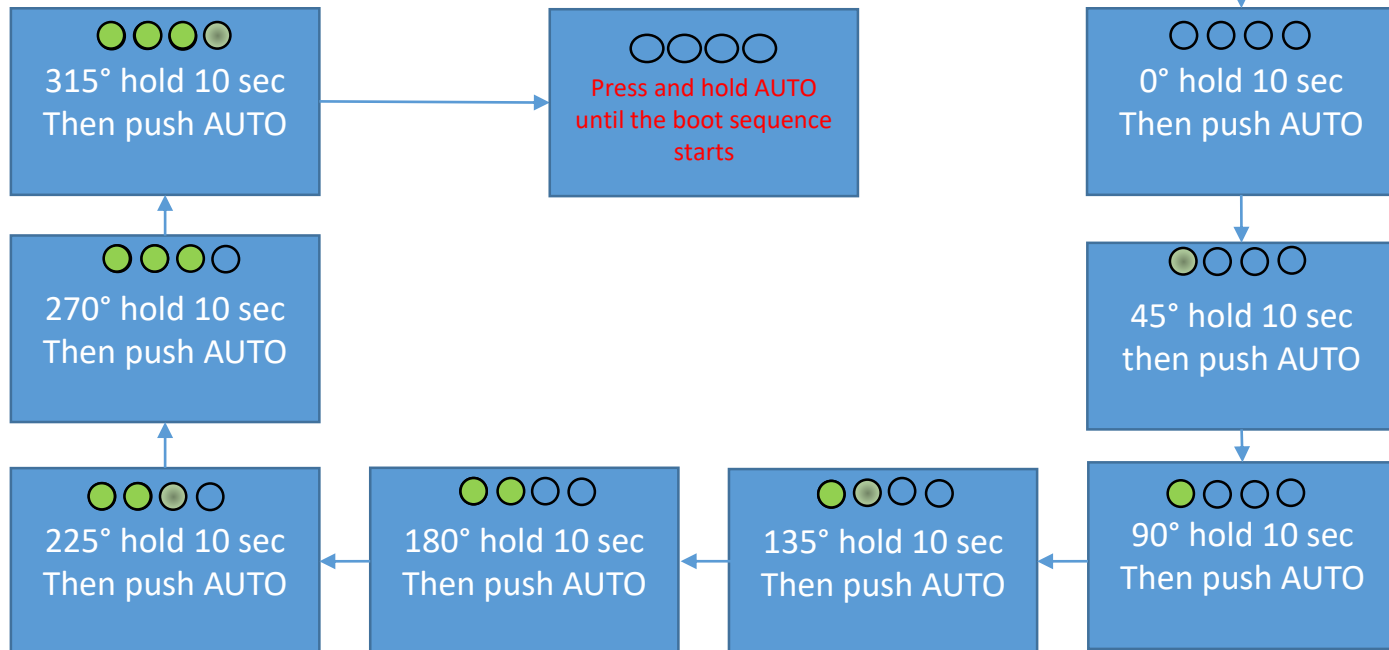 315° hold 10 sec
Then push AUTO
Press and hold AUTO
until the boot sequence
starts
0° hold 10 sec
Then push AUTO
270° hold 10 sec
Then push AUTO
45° hold 10 sec
then push AUTO
225° hold 10 sec
Then push AUTO
180° hold 10 sec
Then push AUTO
135° hold 10 sec
Then push AUTO
90° hold 10 sec
Then push AUTO